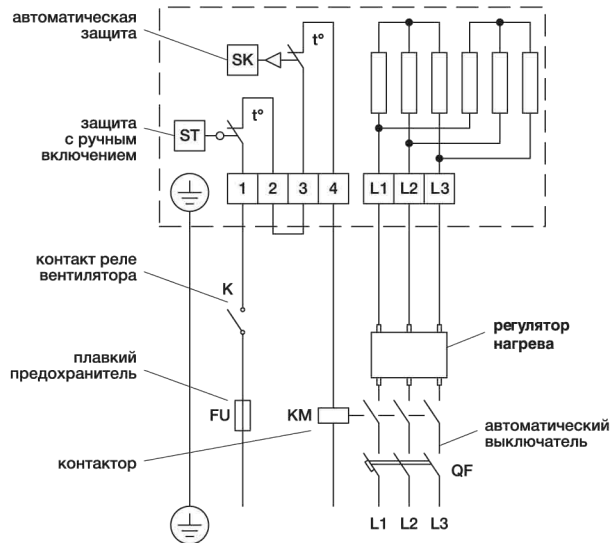 автоматическая
защита
SK
t°
защита
с ручным
включением
ST
t°
1 2 3 4 L1 L2 L3
контакт реле
вентилятора
K
регулятор
нагрева
плавкий
предохранитель
FU
KM
автоматический
выключатель
контактор
QF
L1 L2 L3